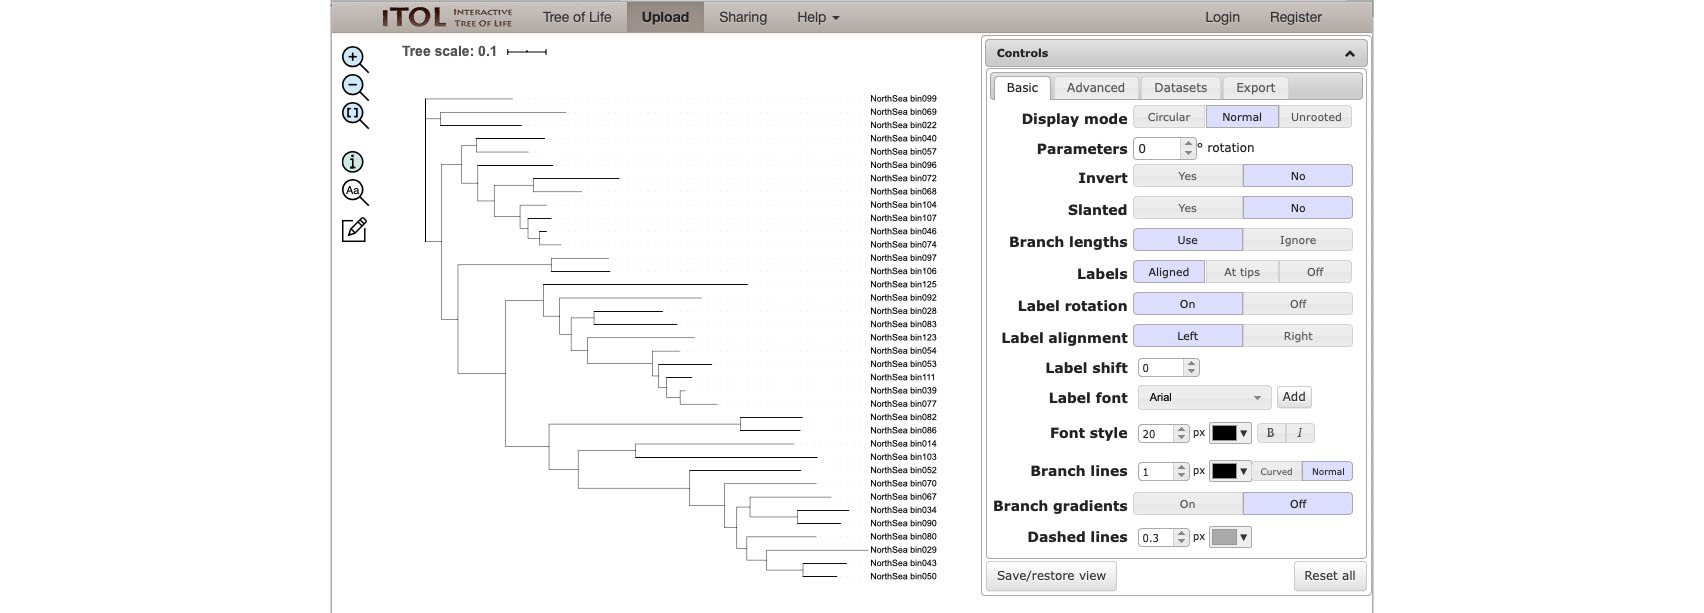 iTOL INTERACTIVE TREE OF LIFE Tree of Life Upload Sharing Help Login Register
Tree scale: 0.1
NorthSea bin099
NorthSea bin069
NorthSea bin022
NorthSea bin040
NorthSea bin057
NorthSea bin096
NorthSea bin072
NorthSea bin068
NorthSea bin104
NorthSea bin107
NorthSea bin046
NorthSea bin074
NorthSea bin097
NorthSea bin106
NorthSea bin125
NorthSea bin092
NorthSea bin028
NorthSea bin083
NorthSea bin123
NorthSea bin054
NorthSea bin053
NorthSea bin111
NorthSea bin039
NorthSea bin077
NorthSea bin082
NorthSea bin086
NorthSea bin014
NorthSea bin103
NorthSea bin052
NorthSea bin070
NorthSea bin067
NorthSea bin034
NorthSea bin090
NorthSea bin080
NorthSea bin029
NorthSea bin043
NorthSea bin050
Aa
Controls
Basic Advanced Datasets Export
Display mode Circular Normal Unrooted
Parameters 0 ° rotation
Invert Yes No
Slanted Yes No
Branch lengths Use Ignore
Labels Aligned At tips Off
Label rotation On Off
Label alignment Left Right
Label shift 0
Label font Arial Add
Font style 20 px B I
Branch lines 1 px Curved Normal
Branch gradients On Off
Dashed lines 0.3 px
Save/restore view Reset all